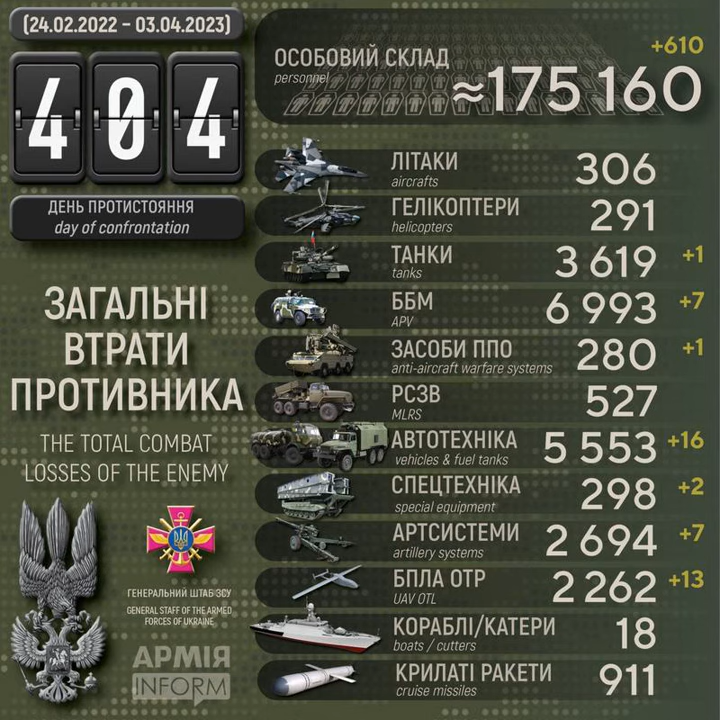 (24.02.2022 – 03.04.2023)
404
ДЕНЬ ПРОТИСТОЯННЯ
day of confrontation
ЗАГАЛЬНІ
ВТРАТИ
ПРОТИВНИКА
THE TOTAL COMBAT
LOSSES OF THE ENEMY
ГЕНЕРАЛЬНИЙ ШТАБ ЗСУ
GENERAL STAFF OF THE ARMED
FORCES OF UKRAINE
АРМІЯ
INFORM
ОСОБОВИЙ СКЛАД
personnel
+610
≈175 160
ЛІТАКИ
aircrafts
306
ГЕЛІКОПТЕРИ
helicopters
291
ТАНКИ
tanks
3 619 +1
ББМ
APV
6 993 +7
ЗАСОБИ ППО
anti-aircraft warfare systems
280 +1
РСЗВ
MLRS
527
АВТОТЕХНІКА
vehicles & fuel tanks
5 553 +16
СПЕЦТЕХНІКА
special equipment
298 +2
АРТСИСТЕМИ
artillery systems
2 694 +7
БПЛА ОТР
UAV OTL
2 262 +13
КОРАБЛІ/КАТЕРИ
boats / cutters
18
КРИЛАТІ РАКЕТИ
cruise missiles
911